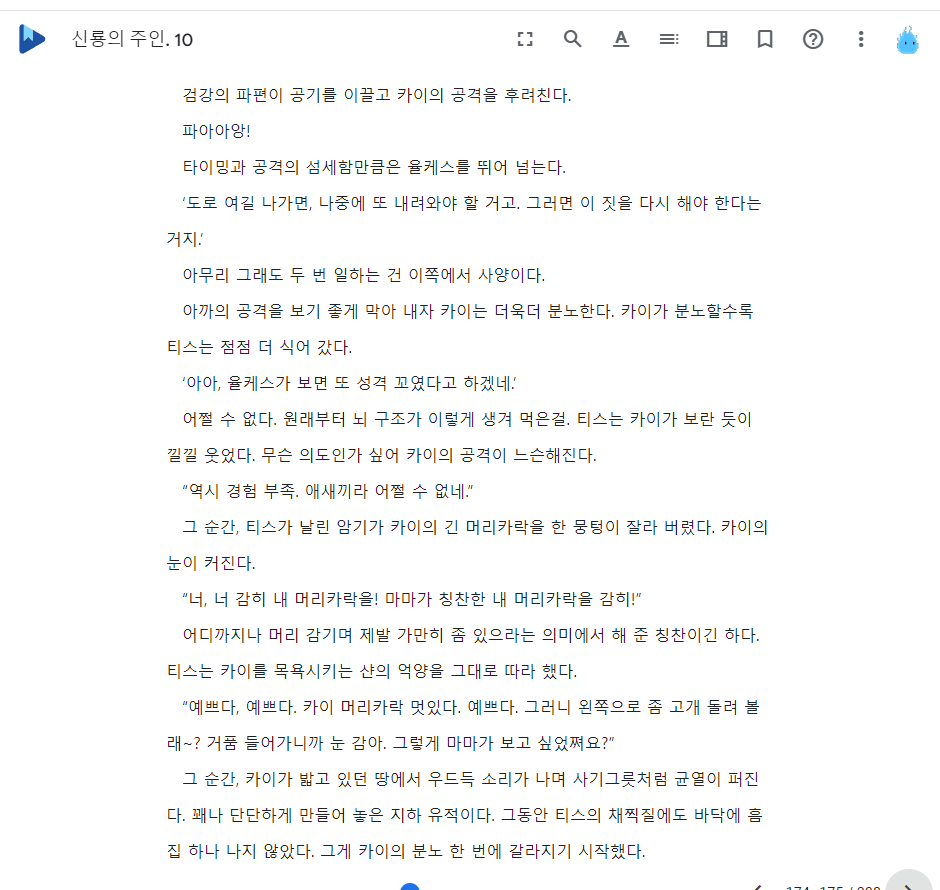 신룡의 주인. 10
검강의 파편이 공기를 이끌고 카이의 공격을 후려친다.
파아아앙!
타이밍과 공격의 섬세함만큼은 율케스를 뛰어 넘는다.
‘도로 여길 나가면, 나중에 또 내려와야 할 거고. 그러면 이 짓을 다시 해야 한다는
거지.’
아무리 그래도 두 번 일하는 건 이쪽에서 사양이다.
아까의 공격을 보기 좋게 막아 내자 카이는 더욱더 분노한다. 카이가 분노할수록
티스는 점점 더 식어 갔다.
‘아아, 율케스가 보면 또 성격 꼬였다고 하겠네.’
어쩔 수 없다. 원래부터 뇌 구조가 이렇게 생겨 먹은걸. 티스는 카이가 보란 듯이
낄낄 웃었다. 무슨 의도인가 싶어 카이의 공격이 느슨해진다.
“역시 경험 부족. 애새끼라 어쩔 수 없네.”
그 순간, 티스가 날린 암기가 카이의 긴 머리카락을 한 뭉텅이 잘라 버렸다. 카이의
눈이 커진다.
“너, 너 감히 내 머리카락을! 마마가 칭찬한 내 머리카락을 감히!”
어디까지나 머리 감기며 제발 가만히 좀 있으라는 의미에서 해 준 칭찬이긴 하다.
티스는 카이를 목욕시키는 샨의 억양을 그대로 따라 했다.
“예쁘다, 예쁘다. 카이 머리카락 멋있다. 예쁘다. 그러니 왼쪽으로 좀 고개 돌려 볼
래~? 거품 들어가니까 눈 감아. 그렇게 마마가 보고 싶었쪄요?”
그 순간, 카이가 밟고 있던 땅에서 우드득 소리가 나며 사기그릇처럼 균열이 퍼진
다. 꽤나 단단하게 만들어 놓은 지하 유적이다. 그동안 티스의 채찍질에도 바닥에 흠
집 하나 나지 않았다. 그게 카이의 분노 한 번에 갈라지기 시작했다.